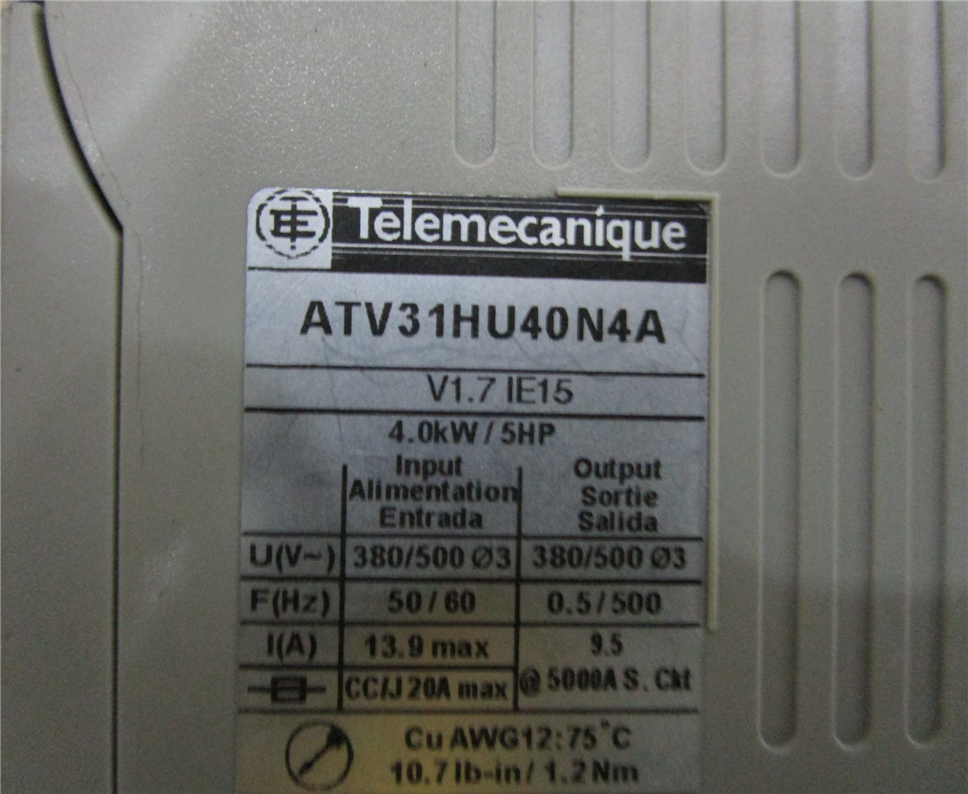 Telemecanique
ATV31HU40N4A
V1.7 IE15
4.0kW / 5HP
Input Output
Alimentation Sortie
Entrada Salida
U(V~) 380/500 Ø3 380/500 Ø3
F(Hz) 50 / 60 0.5 / 500
I(A) 13.9 max 9.5
CC/J 20A max @ 5000A S. Ckt
Cu AWG12:75°C
10.7 lb-in / 1.2 Nm